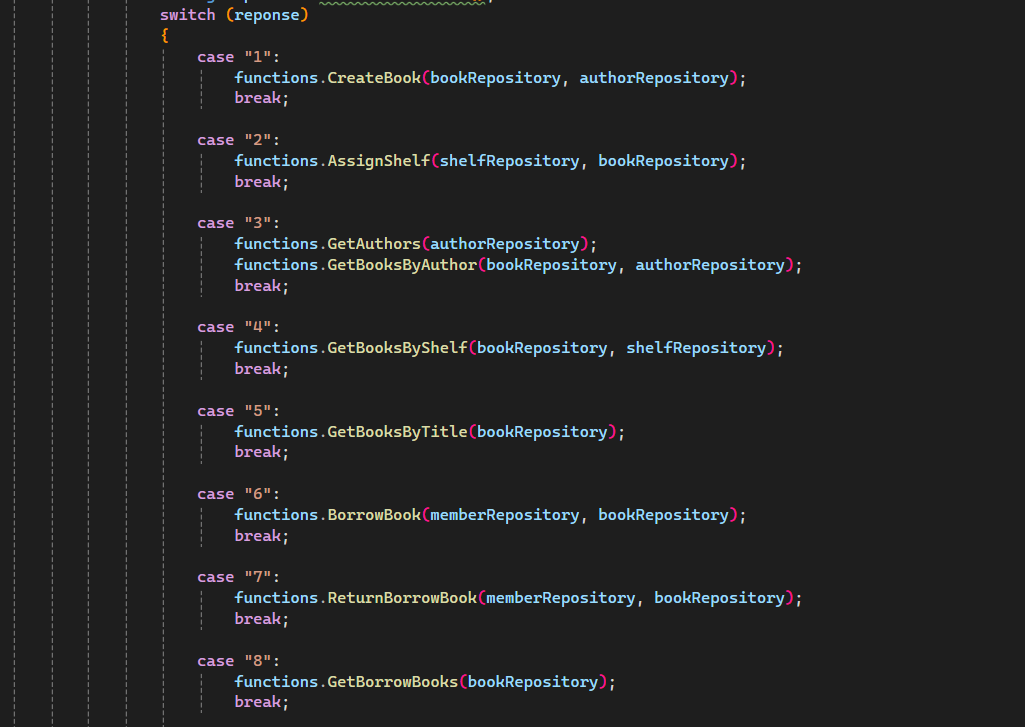 switch (reponse)
{
case "1":
functions.CreateBook(bookRepository, authorRepository);
break;
case "2":
functions.AssignShelf(shelfRepository, bookRepository);
break;
case "3":
functions.GetAuthors(authorRepository);
functions.GetBooksByAuthor(bookRepository, authorRepository);
break;
case "4":
functions.GetBooksByShelf(bookRepository, shelfRepository);
break;
case "5":
functions.GetBooksByTitle(bookRepository);
break;
case "6":
functions.BorrowBook(memberRepository, bookRepository);
break;
case "7":
functions.ReturnBorrowBook(memberRepository, bookRepository);
break;
case "8":
functions.GetBorrowBooks(bookRepository);
break;